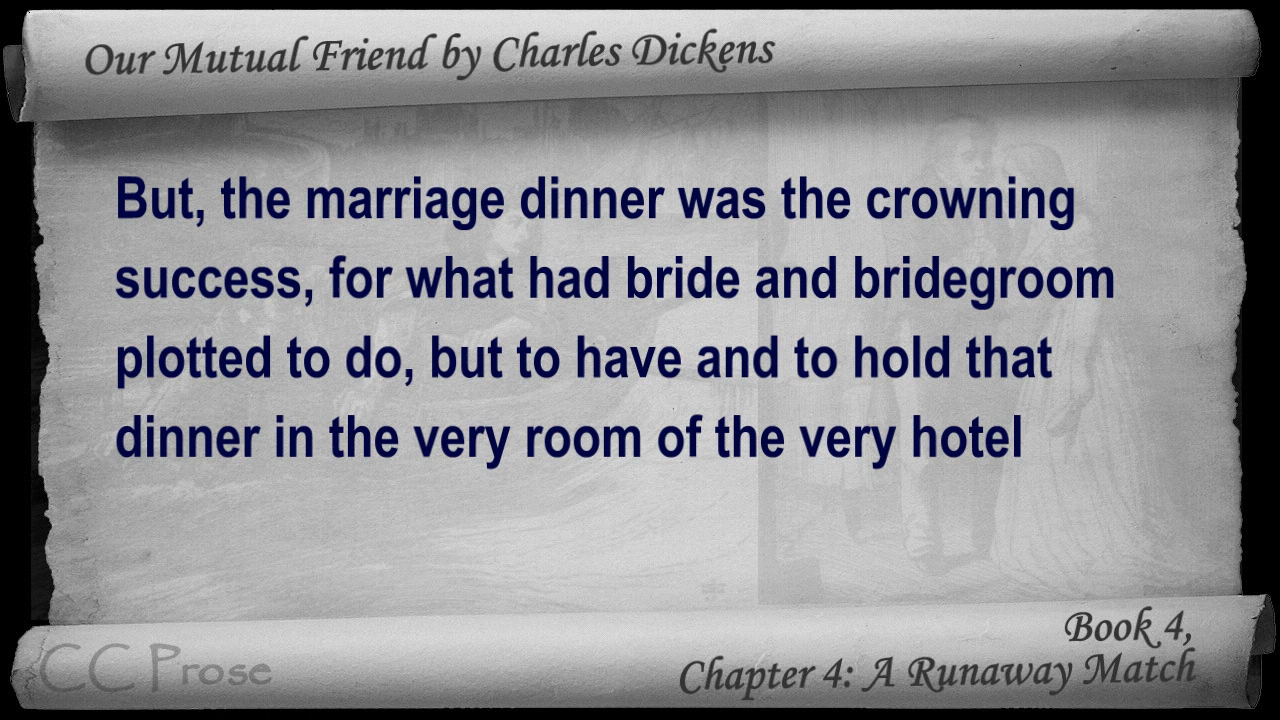 Our Mutual Friend by Charles Dickens
But, the marriage dinner was the crowning
success, for what had bride and bridegroom
plotted to do, but to have and to hold that
dinner in the very room of the very hotel
Book 4,
CC Prose
Chapter 4: A Runaway Match